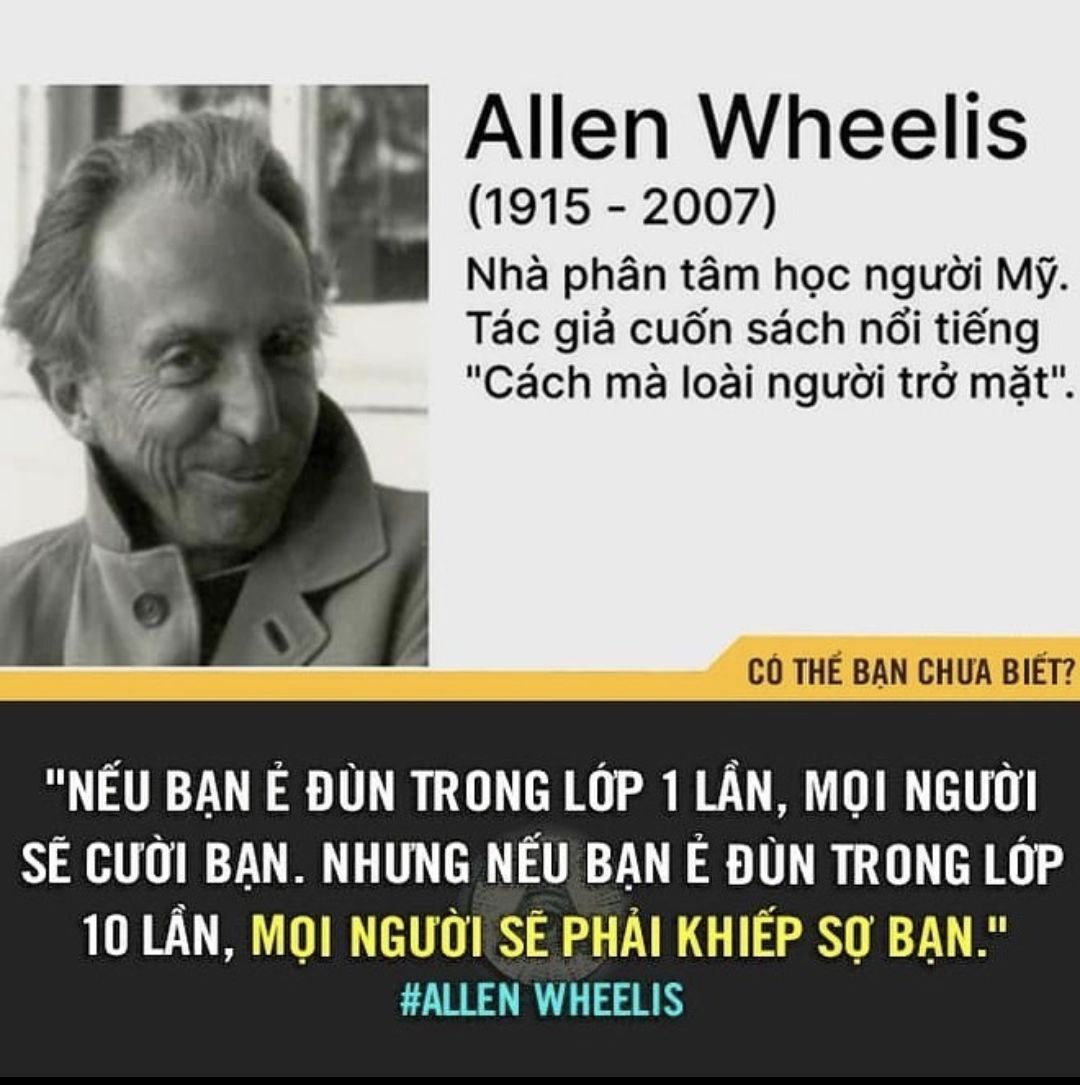 Allen Wheelis
(1915 - 2007)
Nhà phân tâm học người Mỹ.
Tác giả cuốn sách nổi tiếng
"Cách mà loài người trở mặt".
CÓ THỂ BẠN CHƯA BIẾT?
"NẾU BẠN Ẻ ĐÙN TRONG LỚP 1 LẦN, MỌI NGƯỜI
SẼ CƯỜI BẠN. NHƯNG NẾU BẠN Ẻ ĐÙN TRONG LỚP
10 LẦN, MỌI NGƯỜI SẼ PHẢI KHIẾP SỢ BẠN."
#ALLEN WHEELIS